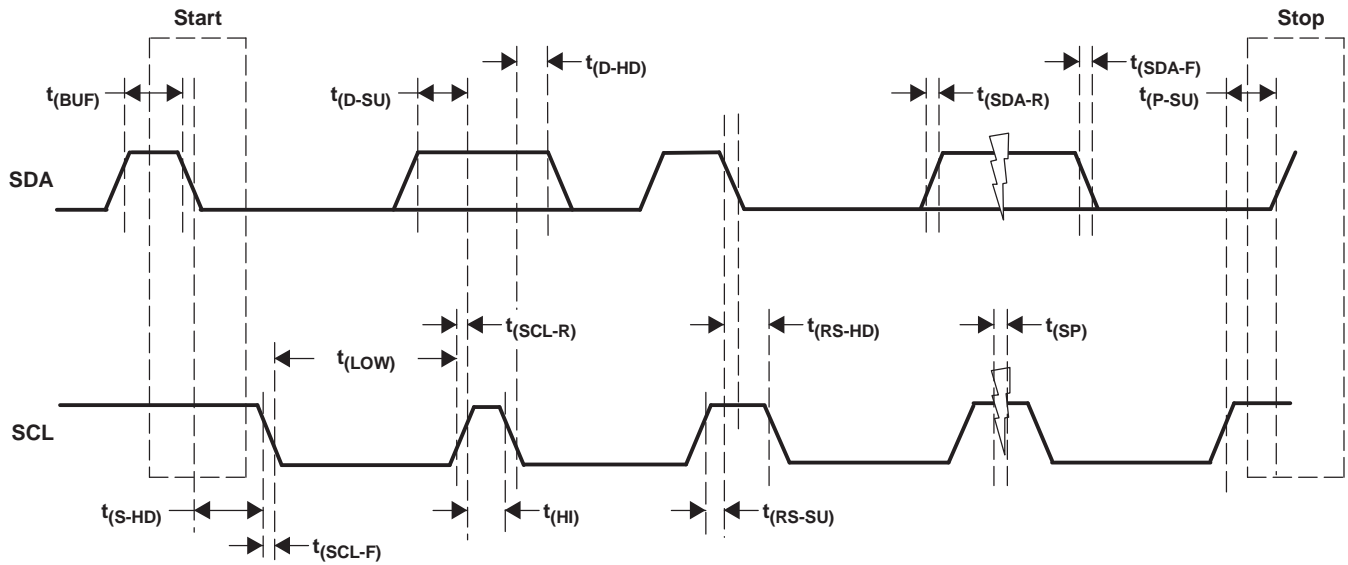 Start
Stop
t(BUF)
t(D-SU)
t(D-HD)
t(SDA-R)
t(SDA-F)
t(P-SU)
SDA
t(LOW)
t(SCL-R)
t(RS-HD)
t(SP)
SCL
t(S-HD)
t(SCL-F)
t(HI)
t(RS-SU)